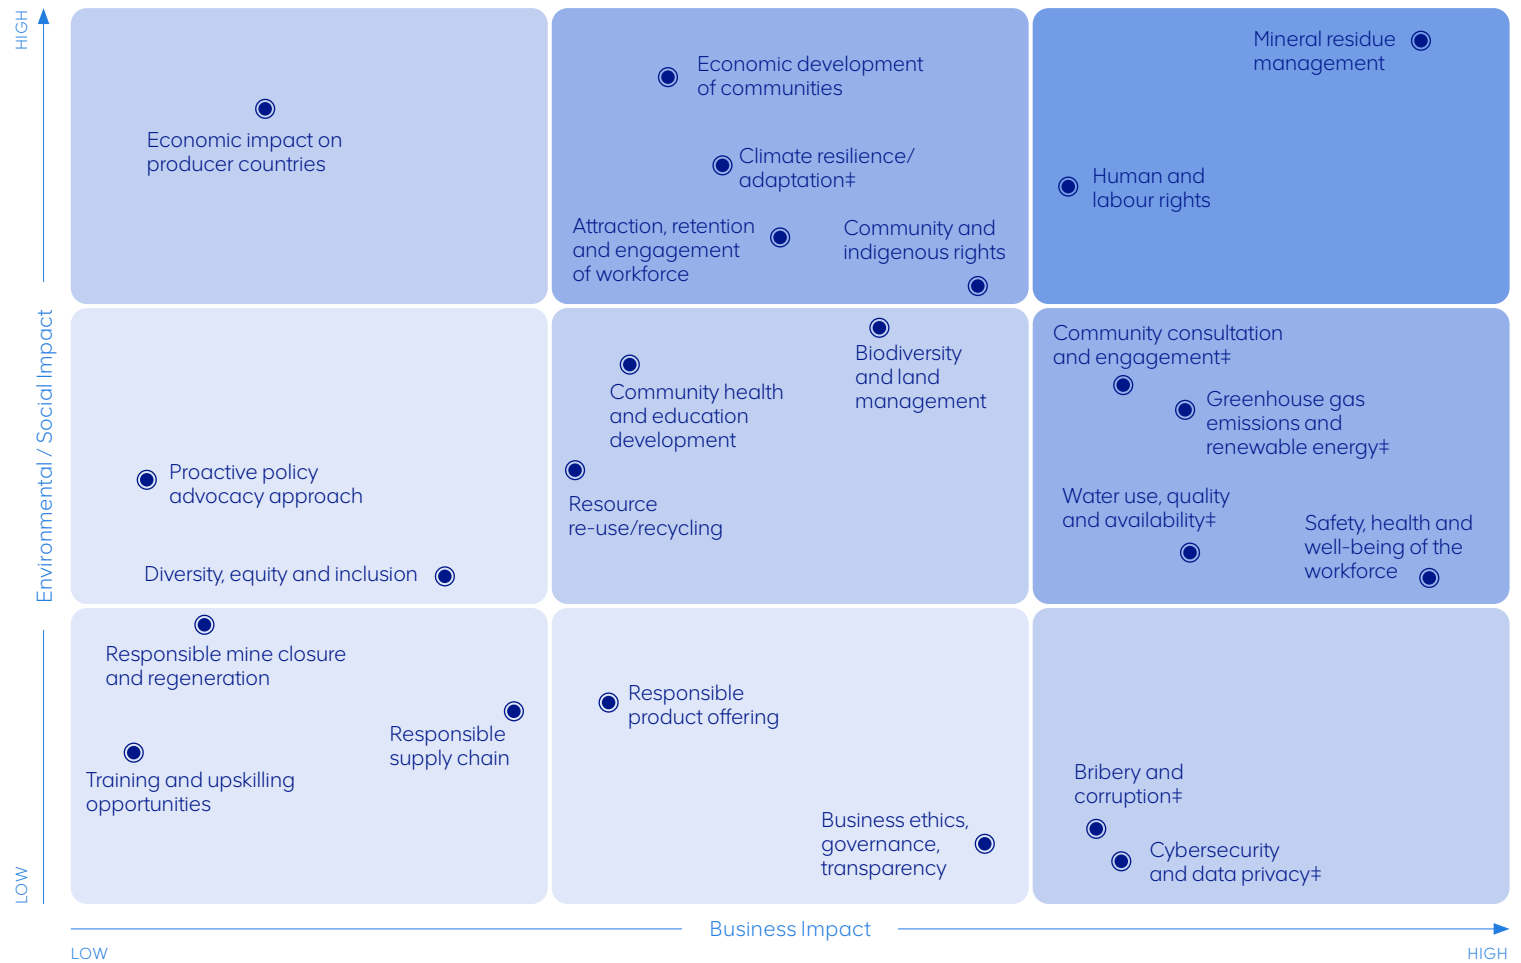 HIGH
Mineral residue
management
Economic development
of communities
Economic impact on
producer countries
Climate resilience/
adaptation‡
Human and
labour rights
Attraction, retention
and engagement
of workforce
Community and
indigenous rights
Environmental / Social Impact
Community consultation
and engagement‡
Biodiversity
and land
management
Community health
and education
development
Greenhouse gas
emissions and
renewable energy‡
Proactive policy
advocacy approach
Resource
re-use/recycling
Water use, quality
and availability‡
Safety, health and
well-being of the
workforce
Diversity, equity and inclusion
Responsible mine closure
and regeneration
Responsible
supply chain
Responsible
product offering
Training and upskilling
opportunities
Bribery and
corruption‡
Business ethics,
governance,
transparency
Cybersecurity
and data privacy‡
LOW
Business Impact
LOW
HIGH